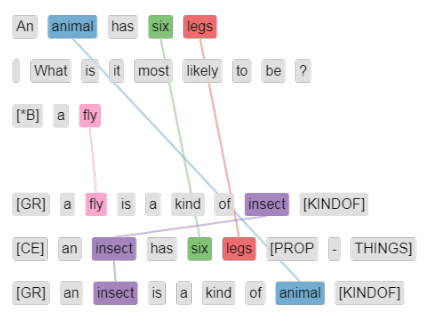 An animal has six legs
What is it most likely to be ?
[*B] a fly
[GR] a fly is a kind of insect [KINDOF]
[CE] an insect has six legs [PROP - THINGS]
[GR] an insect is a kind of animal [KINDOF]